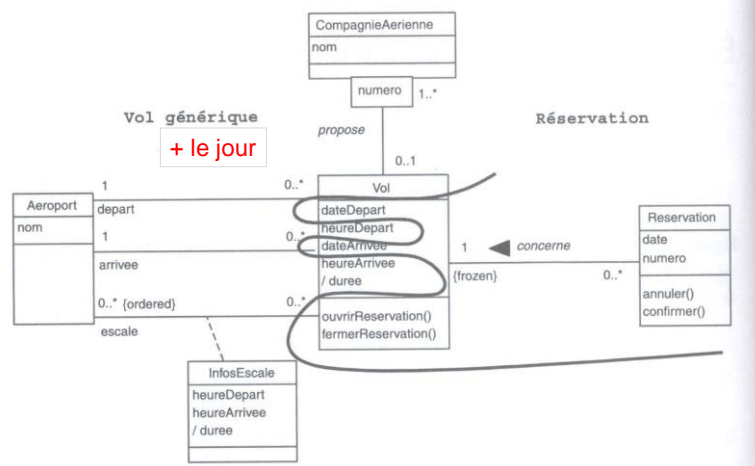 CompagnieAerienne
nom
numero
1..*
Vol générique
+ le jour
Réservation
propose
0..1
Aeroport
nom
1
depart
0..*
1
arrivee
0..*
0..* {ordered}
escale
0..*
Vol
dateDepart
heureDepart
dateArrivee
heureArrivee
/ duree
ouvrirReservation()
fermerReservation()
1
concerne
{frozen}
0..*
Reservation
date
numero
annuler()
confirmer()
InfosEscale
heureDepart
heureArrivee
/ duree